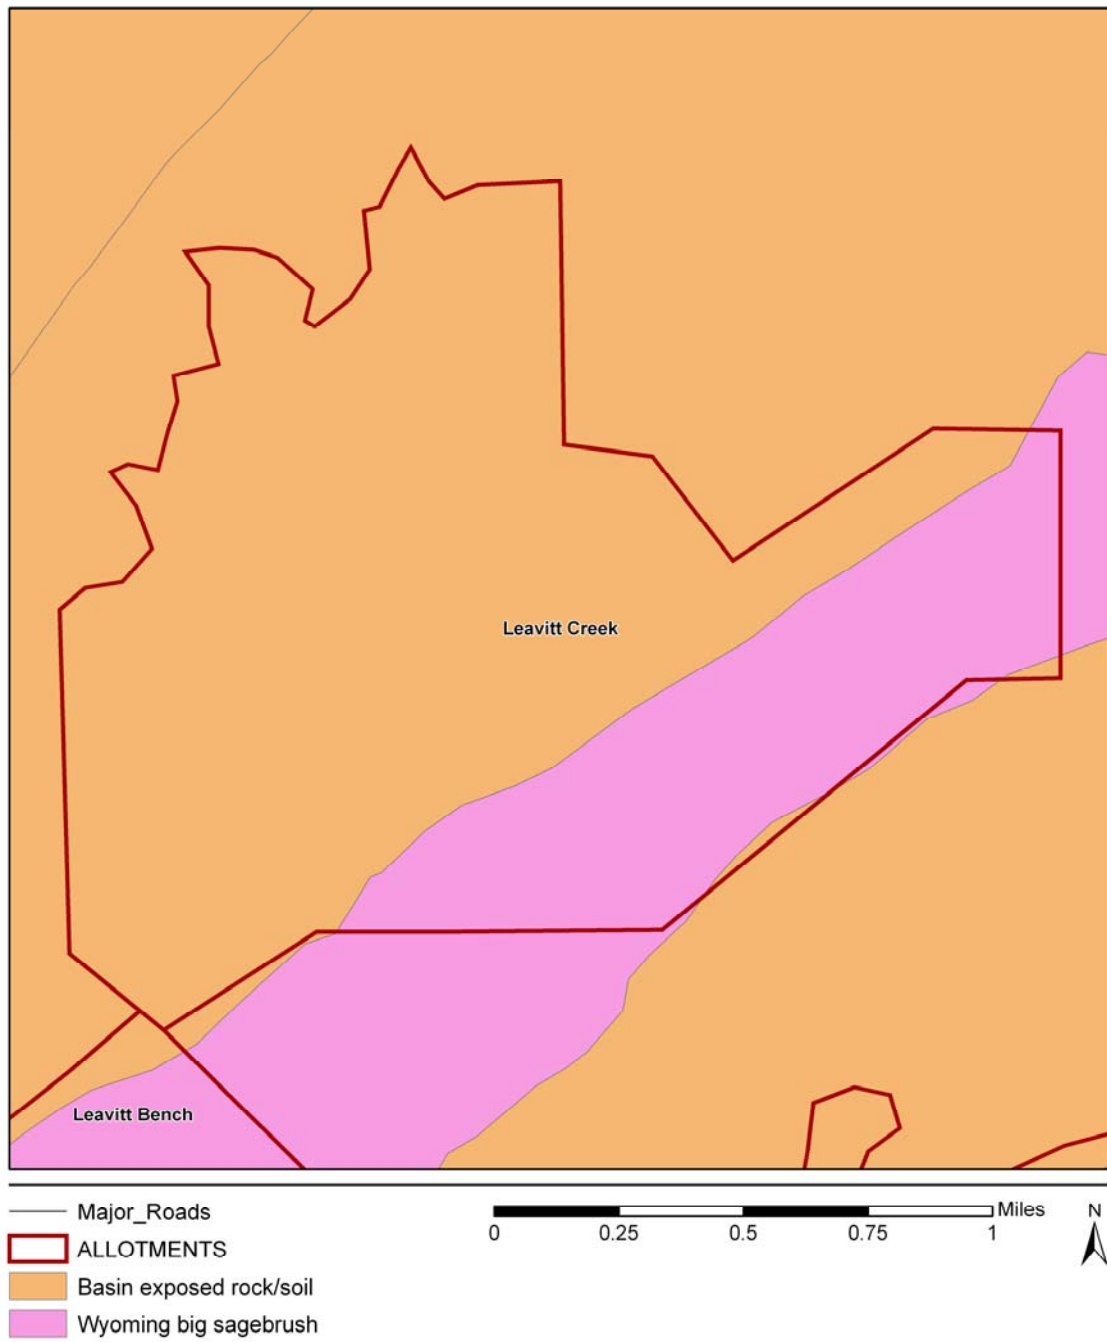 Leavitt Creek
Leavitt Bench
Major_Roads
ALLOTMENTS
Basin exposed rock/soil
Wyoming big sagebrush
Miles
0 0.25 0.5 0.75 1
N